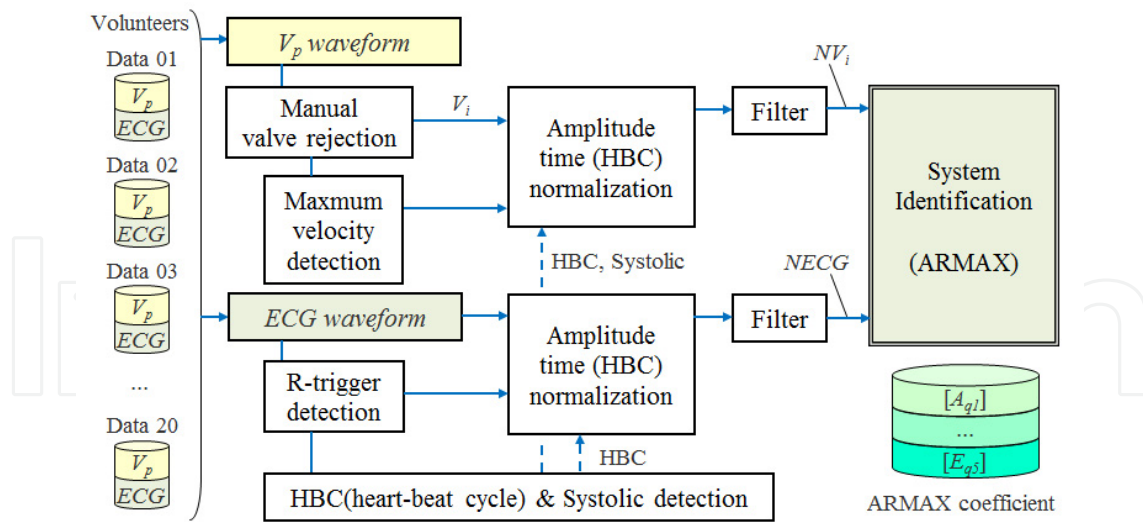 Volunteers
Data 01
V_p
ECG
Data 02
V_p
ECG
Data 03
V_p
ECG
...
Data 20
V_p
ECG
V_p waveform
Manual
valve rejection
V_i
Maxmum
velocity
detection
Amplitude
time (HBC)
normalization
Filter
NV_i
HBC, Systolic
ECG waveform
R-trigger
detection
Amplitude
time (HBC)
normalization
Filter
NECG
HBC
HBC(heart-beat cycle) & Systolic detection
System
Identification
(ARMAX)
[A_q1]
...
[E_q5]
ARMAX coefficient